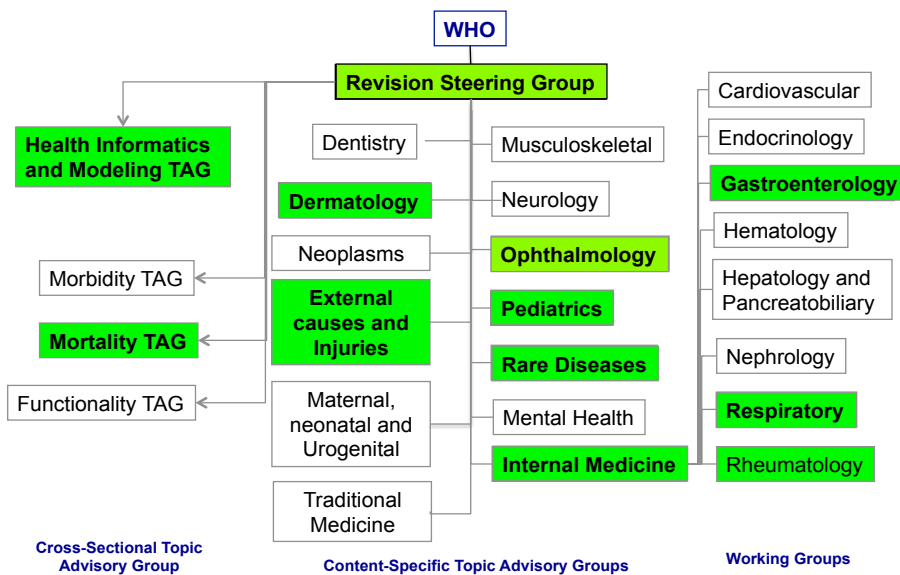 WHO
Revision Steering Group
Health Informatics
and Modeling TAG
Morbidity TAG
Mortality TAG
Functionality TAG
Dentistry
Dermatology
Neoplasms
External
causes and
Injuries
Maternal,
neonatal and
Urogenital
Traditional
Medicine
Musculoskeletal
Neurology
Ophthalmology
Pediatrics
Rare Diseases
Mental Health
Internal Medicine
Cardiovascular
Endocrinology
Gastroenterology
Hematology
Hepatology and
Pancreatobiliary
Nephrology
Respiratory
Rheumatology
Cross-Sectional Topic
Advisory Group
Content-Specific Topic Advisory Groups
Working Groups